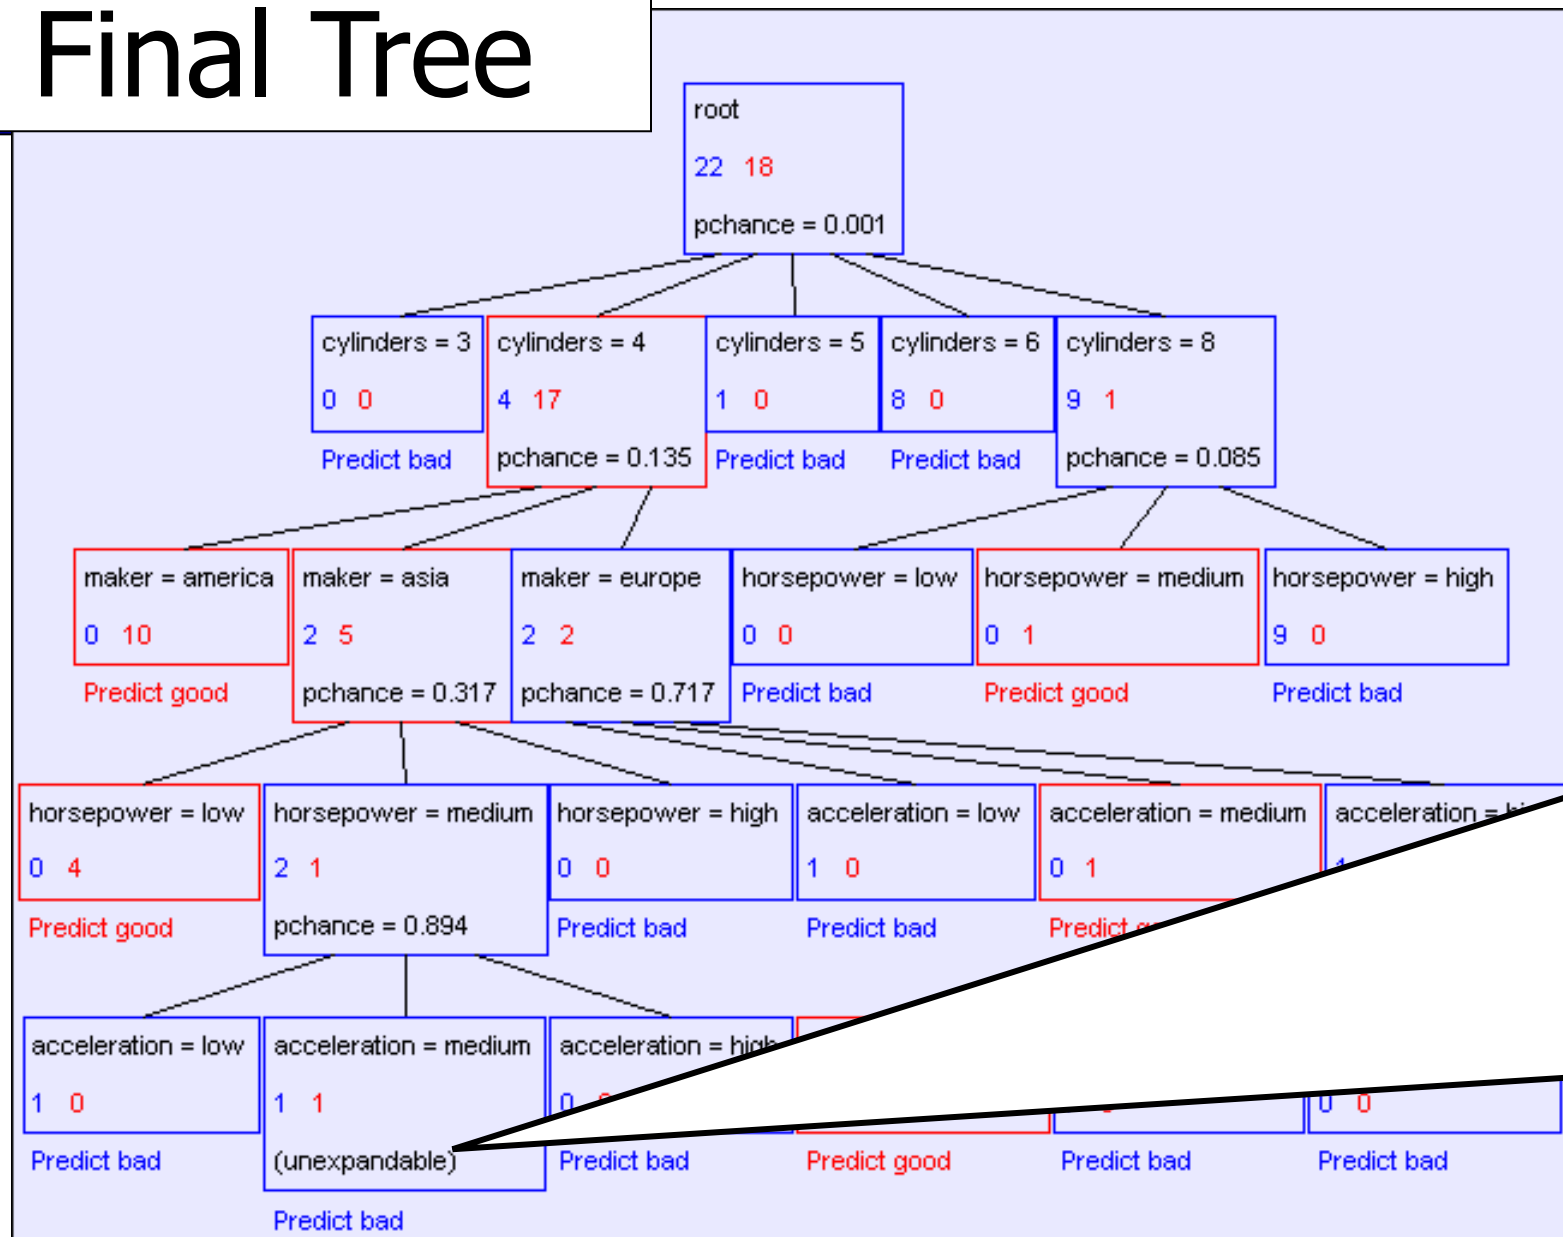 Final Tree
root
22 18
pchance = 0.001
cylinders = 3
0 0
Predict bad
cylinders = 4
4 17
pchance = 0.135
cylinders = 5
1 0
Predict bad
cylinders = 6
8 0
Predict bad
cylinders = 8
9 1
pchance = 0.085
maker = america
0 10
Predict good
maker = asia
2 5
pchance = 0.317
maker = europe
2 2
pchance = 0.717
horsepower = low
0 0
Predict bad
horsepower = medium
0 1
Predict good
horsepower = high
9 0
Predict bad
horsepower = low
0 4
Predict good
horsepower = medium
2 1
pchance = 0.894
horsepower = high
0 0
Predict bad
acceleration = low
1 0
Predict bad
acceleration = medium
0 1
Predict
acceleration =
acceleration = low
1 0
Predict bad
acceleration = medium
1 1
(unexpandable)
Predict bad
acceleration = high
0
Predict bad
Predict good
Predict bad
0 0
Predict bad